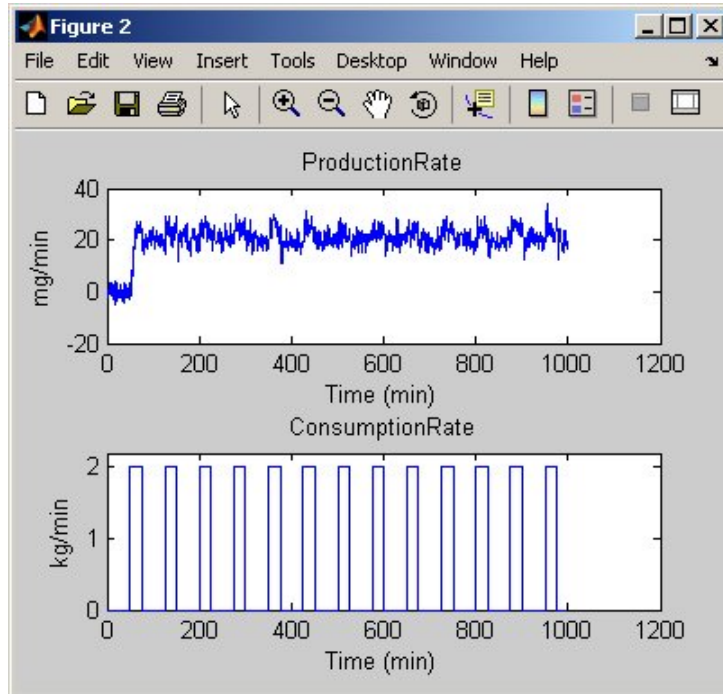 Figure 2
File Edit View Insert Tools Desktop Window Help
ProductionRate
40
20
0
-20
mg/min
0 200 400 600 800 1000 1200
Time (min)
ConsumptionRate
2
1
0
kg/min
0 200 400 600 800 1000 1200
Time (min)